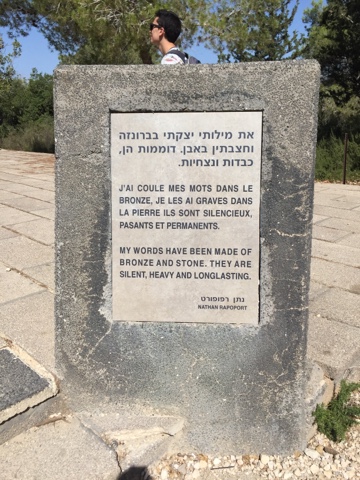 את מילותי יצקתי בברונזה
וחצבתין באבן. דוממות הן,
כבדות ונצחיות.
J'AI COULE MES MOTS DANS LE
BRONZE, JE LES AI GRAVES DANS
LA PIERRE ILS SONT SILENCIEUX,
PASANTS ET PERMANENTS.
MY WORDS HAVE BEEN MADE OF
BRONZE AND STONE. THEY ARE
SILENT, HEAVY AND LONGLASTING.
נתן רפופורט
NATHAN RAPOPORT